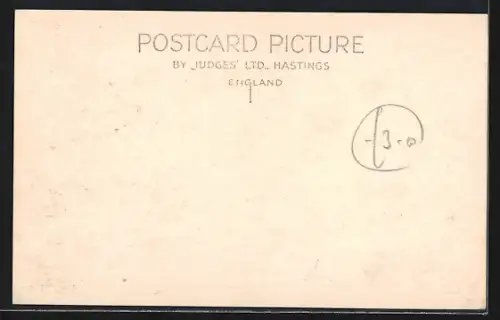 POSTCARD PICTURE
BY JUDGES' LTD. HASTINGS
ENGLAND